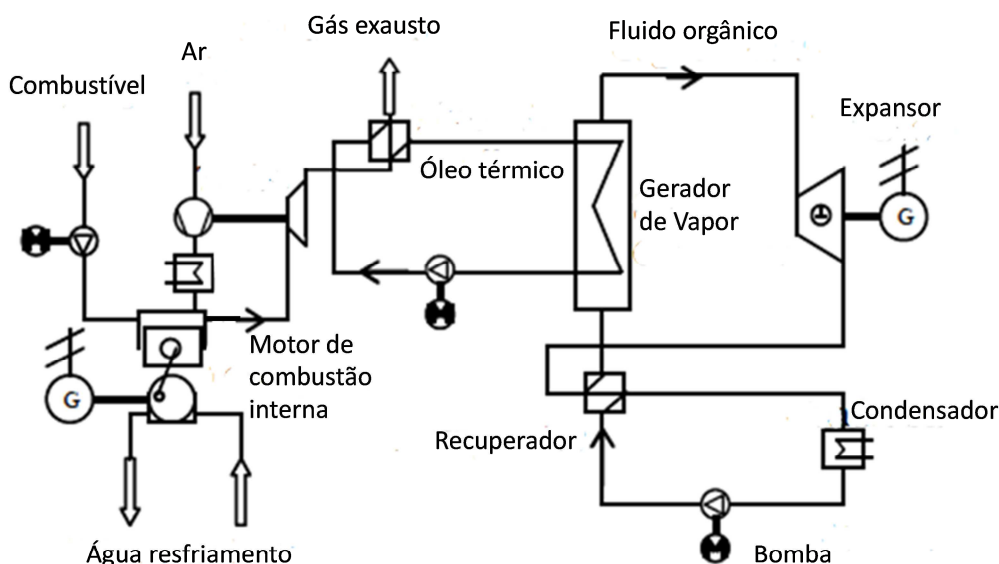 Gás exausto
Fluido orgânico
Ar
Combustível
Expansor
Óleo térmico
Gerador
de Vapor
G
Motor de
combustão
interna
G
Condensador
Recuperador
Água resfriamento
Bomba